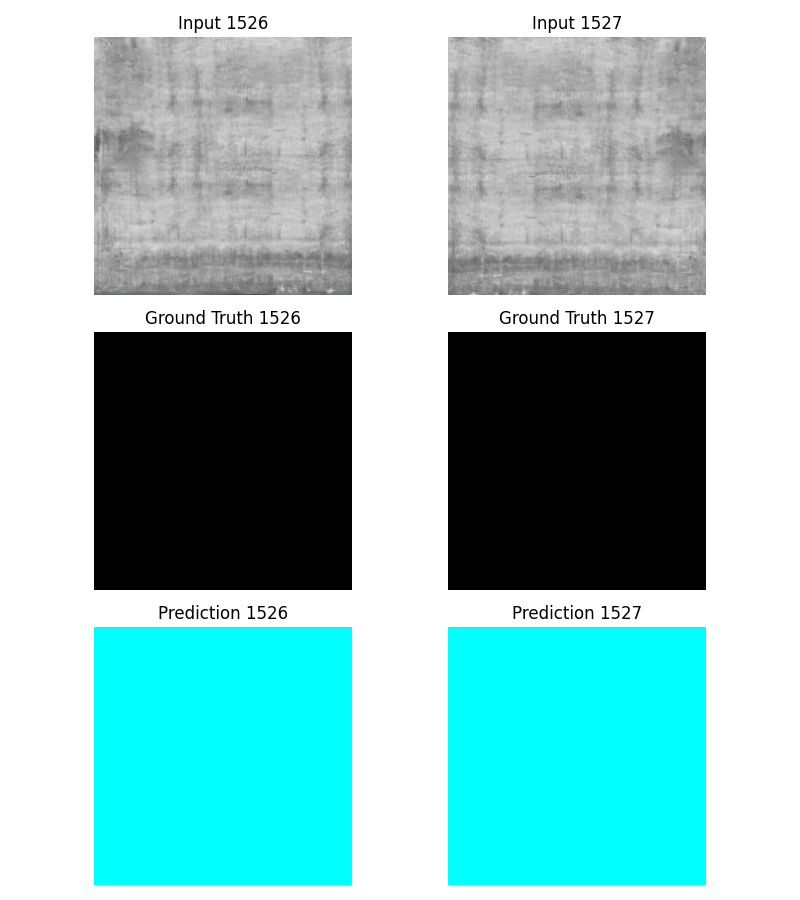 Input 1526
Input 1527
Ground Truth 1526
Ground Truth 1527
Prediction 1526
Prediction 1527